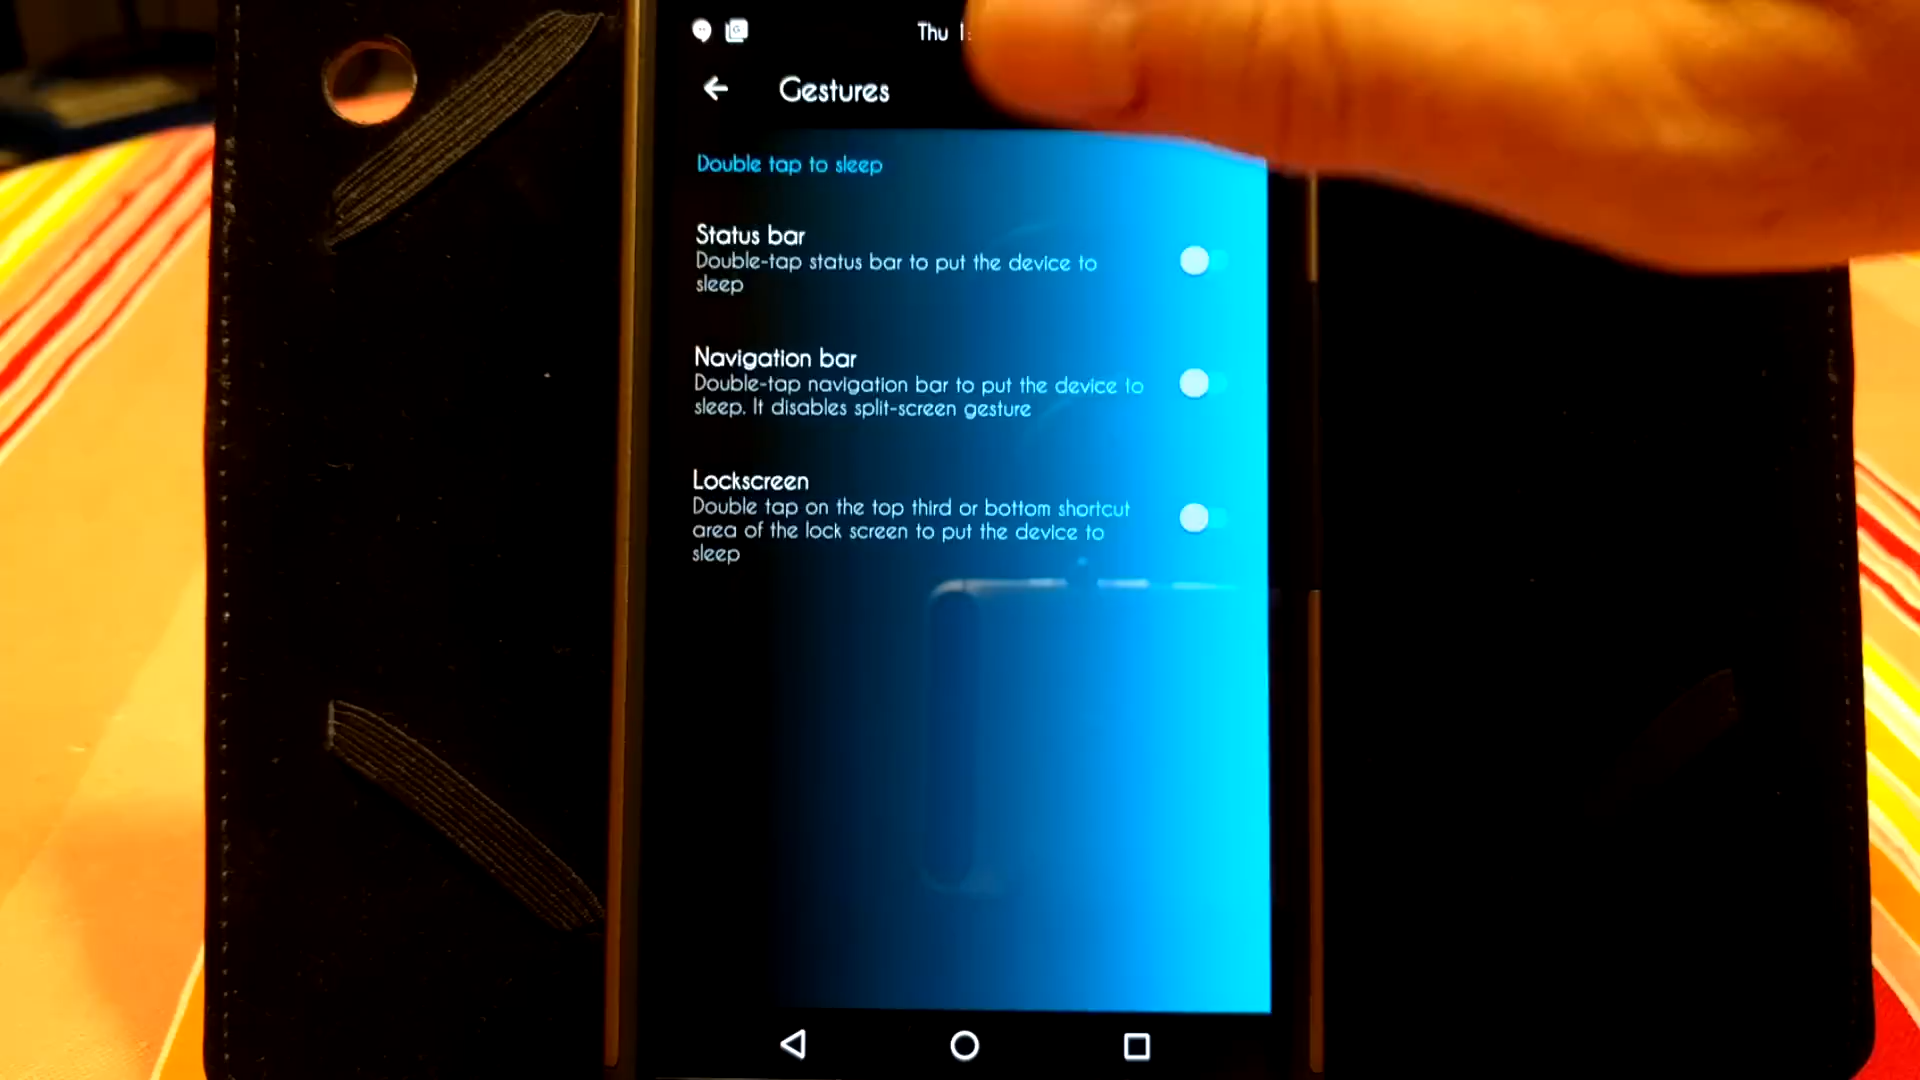 Thu
Gestures
Double tap to sleep
Status bar
Double-tap status bar to put the device to
sleep
Navigation bar
Double-tap navigation bar to put the device to
sleep. It disables split-screen gesture
Lockscreen
Double tap on the top third or bottom shortcut
area of the lock screen to put the device to
sleep